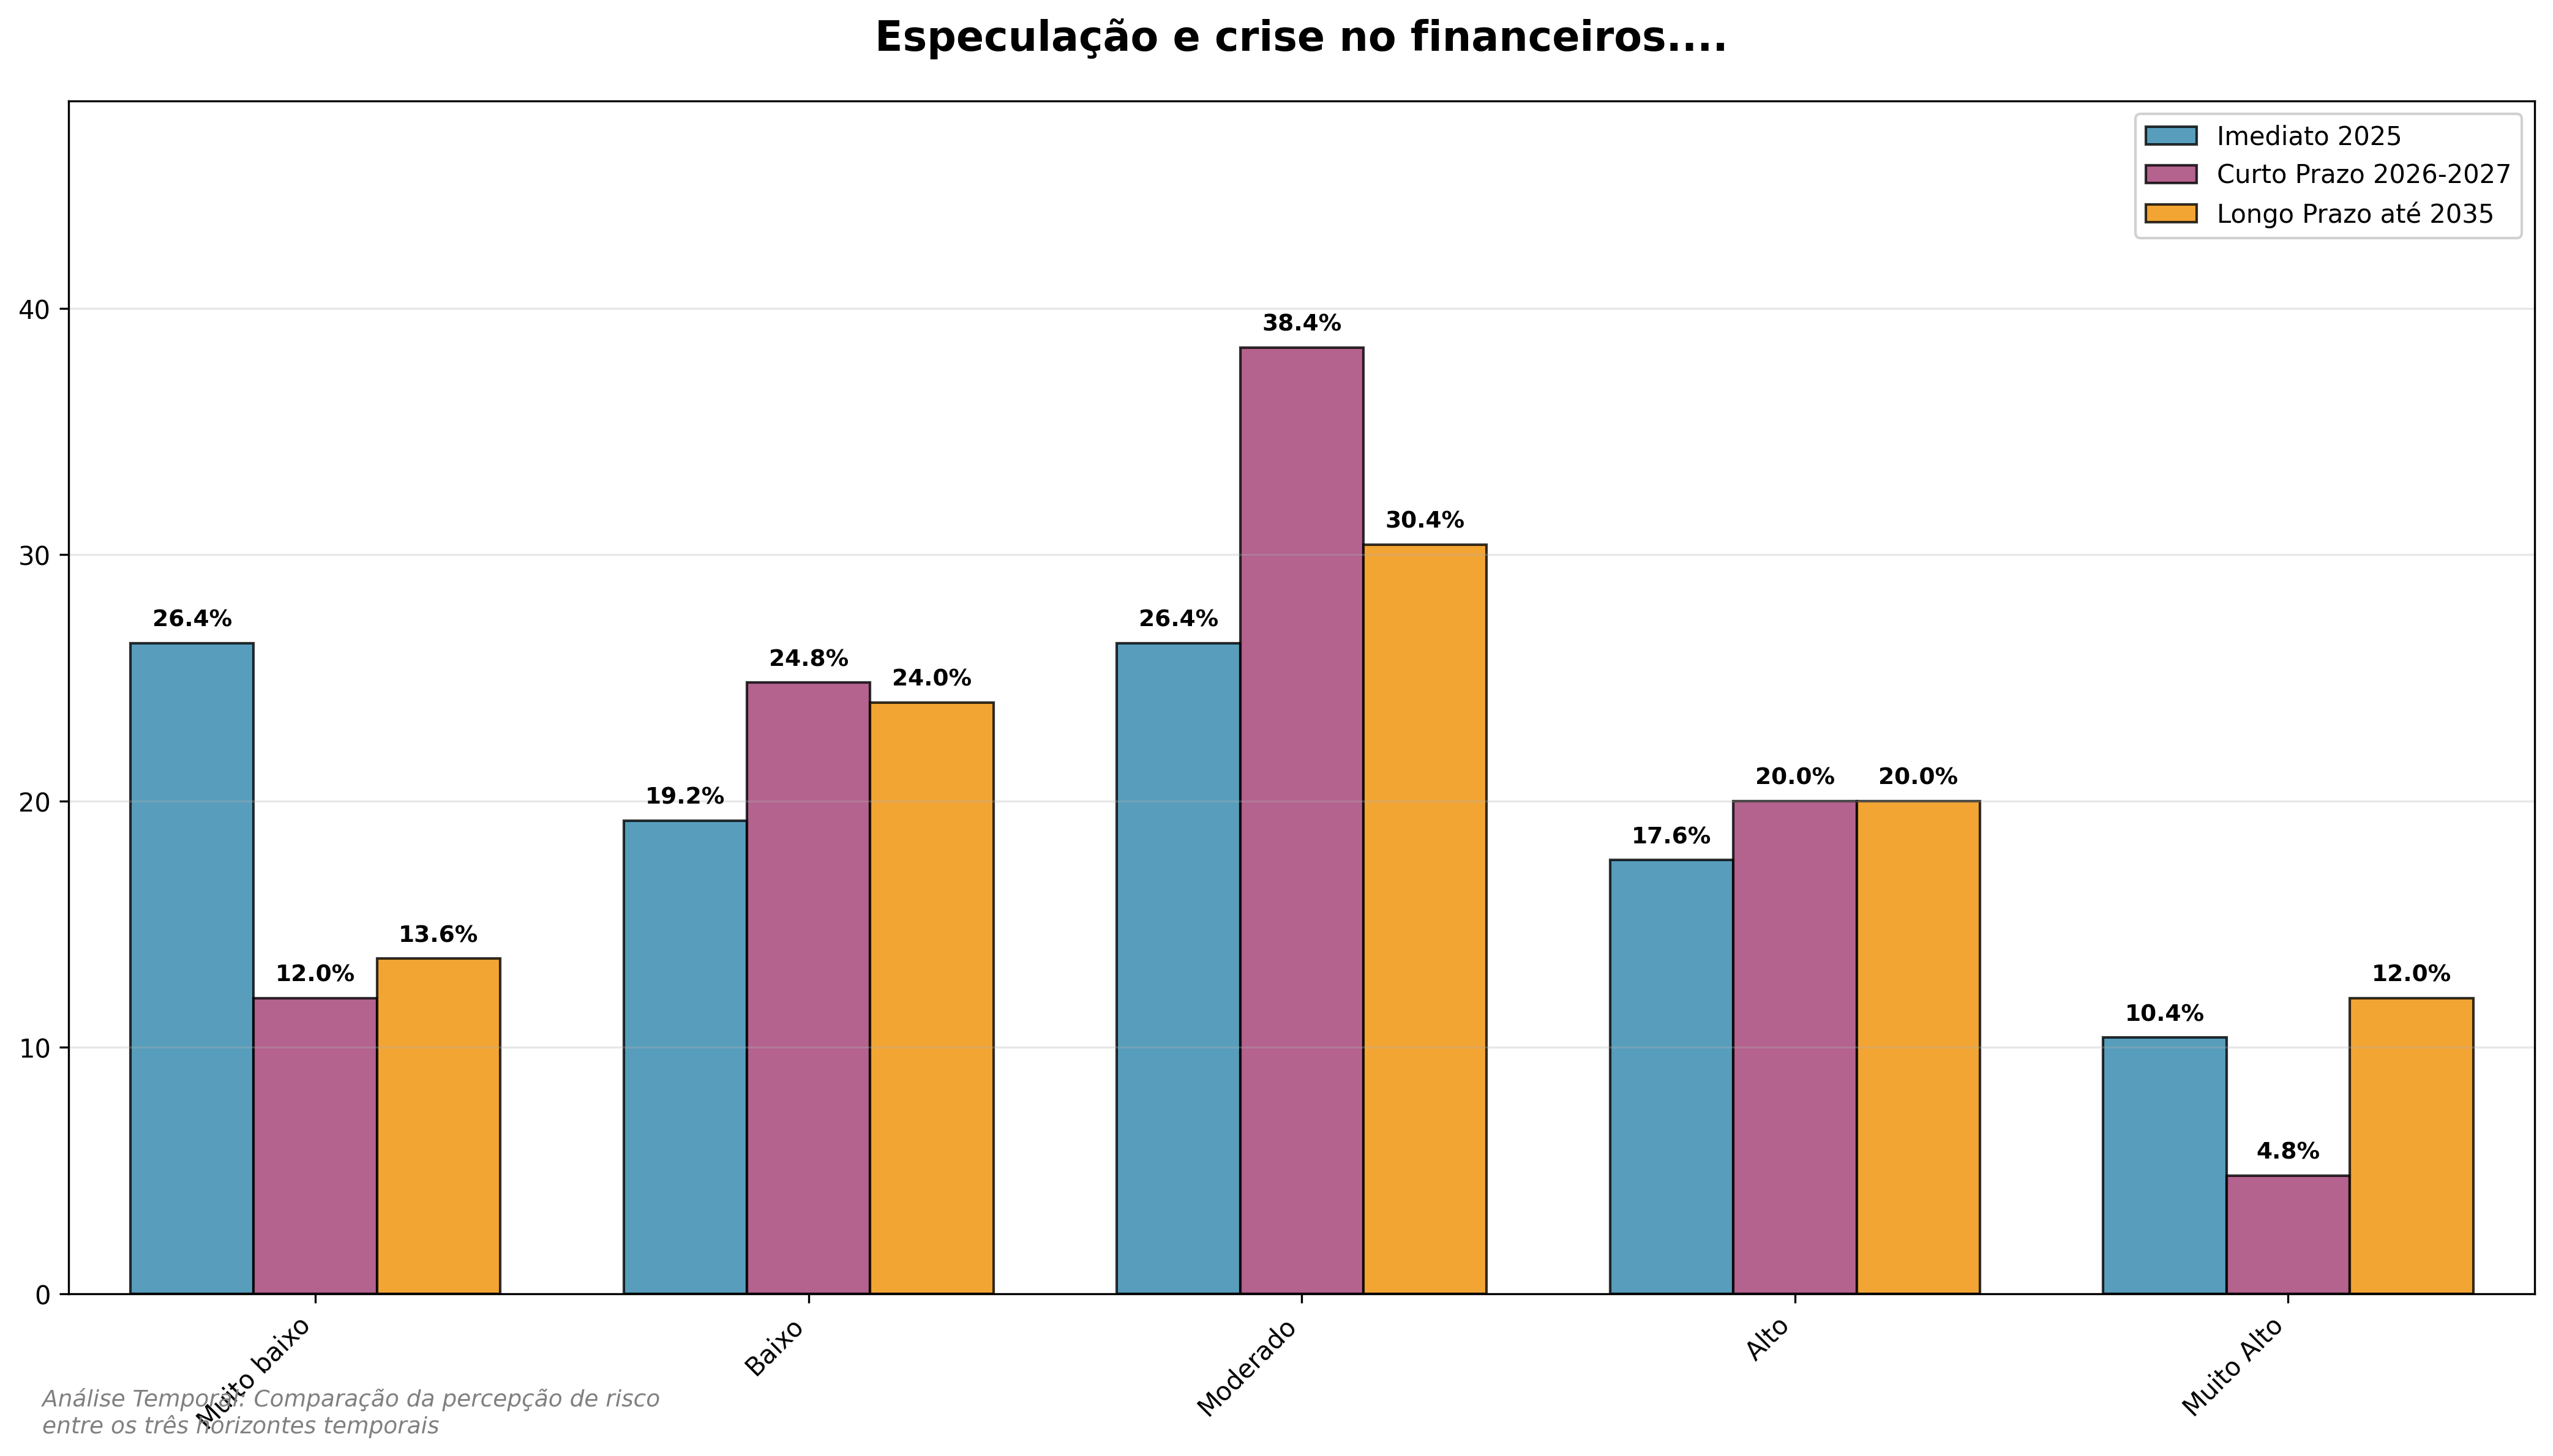 Especulação e crise no financeiros....
Imediato 2025
Curto Prazo 2026-2027
Longo Prazo até 2035
40
30
20
10
0
26.4%
12.0%
13.6%
19.2%
24.8%
24.0%
26.4%
38.4%
30.4%
17.6%
20.0%
20.0%
10.4%
4.8%
12.0%
Muito baixo
Baixo
Moderado
Alto
Muito Alto
Análise Temporal: Comparação da percepção de risco
entre os três horizontes temporais